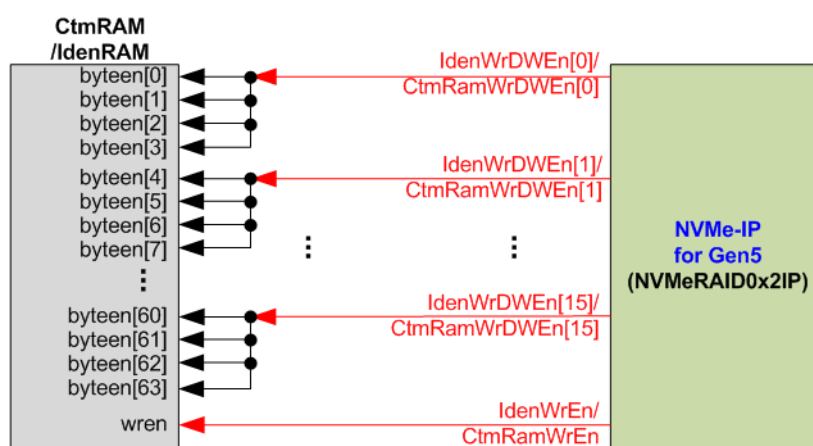 CtmRAM
/IdenRAM
byteen[0]
byteen[1]
byteen[2]
byteen[3]
byteen[4]
byteen[5]
byteen[6]
byteen[7]
byteen[60]
byteen[61]
byteen[62]
byteen[63]
wren
IdenWrDWEn[0]/
CtmRamWrDWEn[0]
IdenWrDWEn[1]/
CtmRamWrDWEn[1]
IdenWrDWEn[15]/
CtmRamWrDWEn[15]
IdenWrEn/
CtmRamWrEn
NVMe-IP
for Gen5
(NVMeRAID0x2IP)